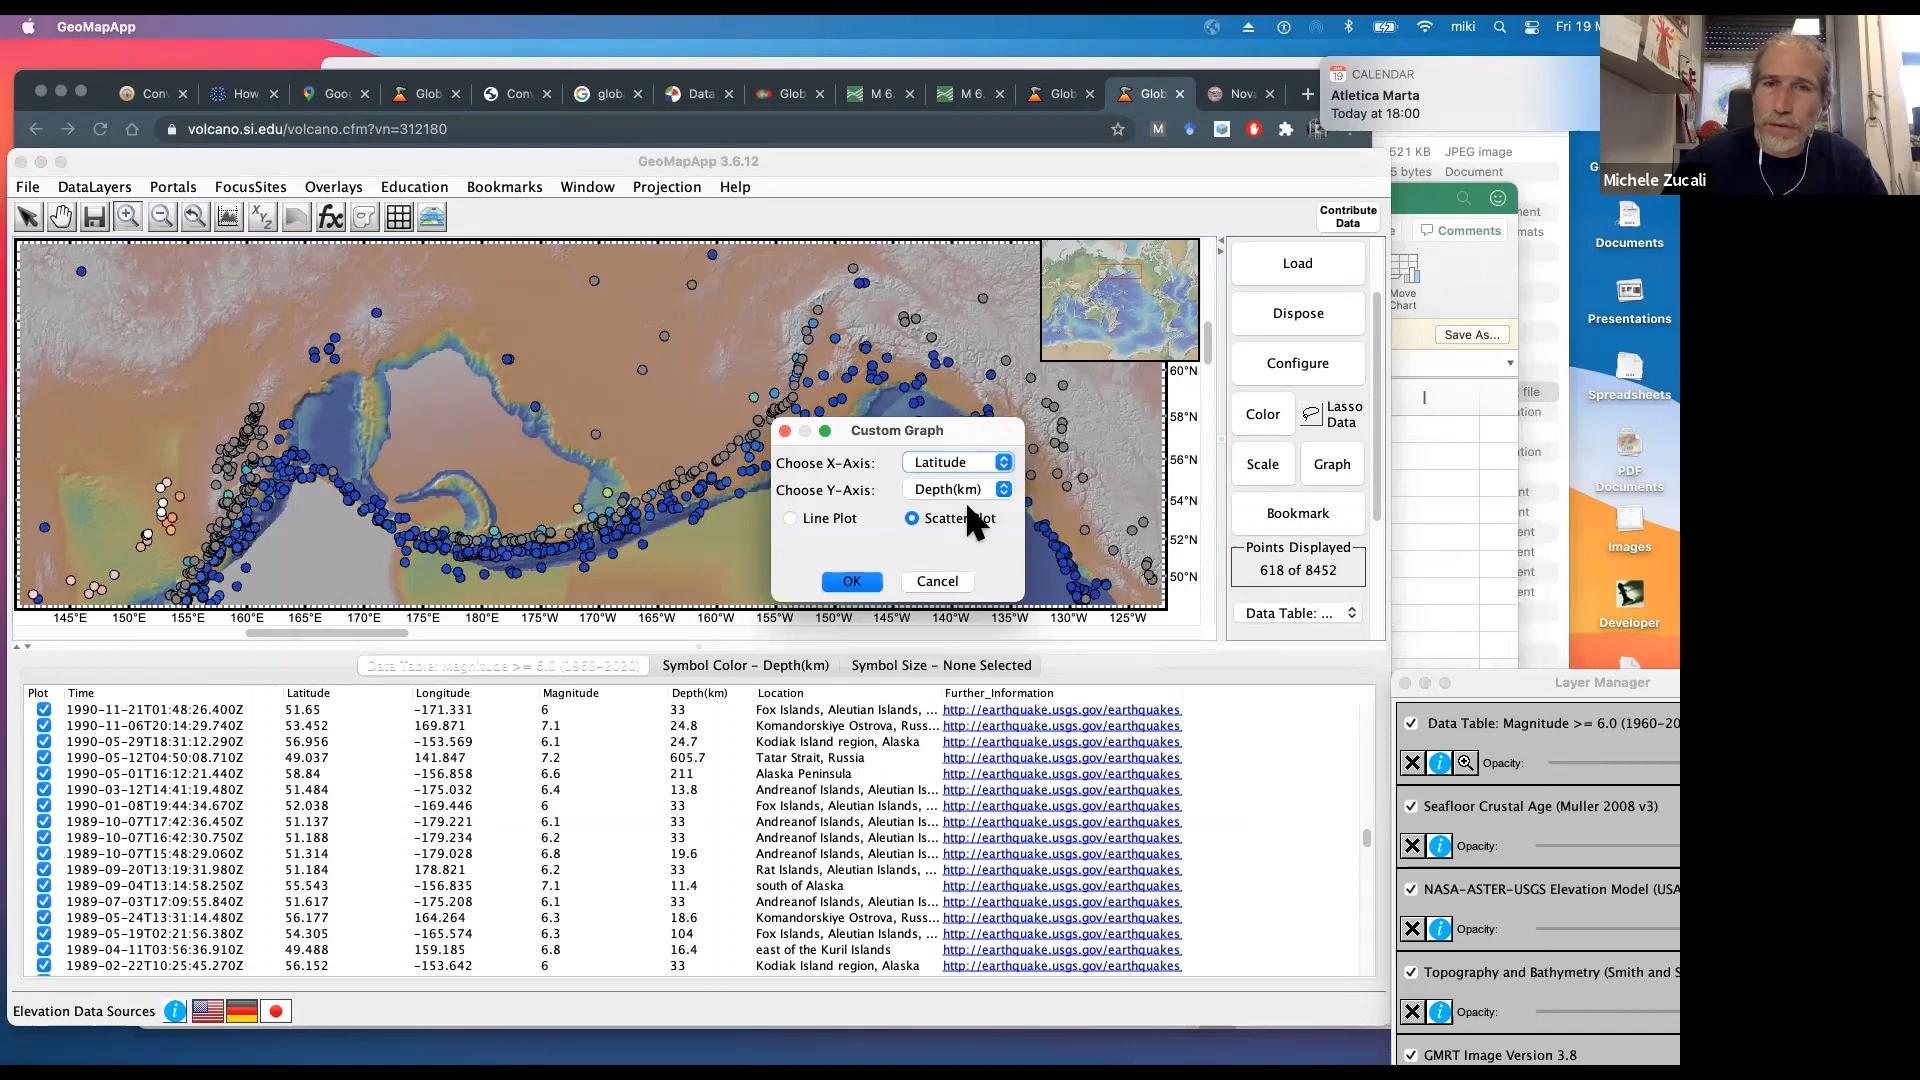 GeoMapApp
miki
Fri 19 M
Conv
How
Goog
Glob
Con
globa
Data
Glob
M 6.
M 6.
Glob
Glob
Nova
volcano.si.edu/volcano.cfm?vn=312180
CALENDAR
Atletica Marta
Today at 18:00
Michele Zucali
521 KB JPEG image
5 bytes Document
GeoMapApp 3.6.12
File DataLayers Portals FocusSites Overlays Education Bookmarks Window Projection Help
Contribute Data
Comments
Move Chart
Save As...
Load
Dispose
Configure
Color
Lasso Data
Scale
Graph
Bookmark
Points Displayed
618 of 8452
Data Table: ...
Custom Graph
Choose X-Axis: Latitude
Choose Y-Axis: Depth(km)
Line Plot
Scatter Plot
OK
Cancel
60°N
58°N
56°N
54°N
52°N
50°N
145°E 150°E 155°E 160°E 165°E 170°E 175°E 180°E 175°W 170°W 165°W 160°W 155°W 150°W 145°W 140°W 135°W 130°W 125°W
Documents
Presentations
Spreadsheets
PDF Documents
Images
Developer
Data Table: Magnitude >= 6.0 (1960-2020)
Symbol Color - Depth(km)
Symbol Size - None Selected
Plot Time Latitude Longitude Magnitude Depth(km) Location Further_Information
1990-11-21T01:48:26.400Z 51.65 -171.331 6 33 Fox Islands, Aleutian Islands, ... http://earthquake.usgs.gov/earthquakes
1990-11-06T20:14:29.740Z 53.452 169.871 7.1 24.8 Komandorskiye Ostrova, Russ... http://earthquake.usgs.gov/earthquakes
1990-05-29T18:31:12.290Z 56.956 -153.569 6.1 24.7 Kodiak Island region, Alaska http://earthquake.usgs.gov/earthquakes
1990-05-12T04:50:08.710Z 49.037 141.847 7.2 605.7 Tatar Strait, Russia http://earthquake.usgs.gov/earthquakes
1990-05-01T16:12:21.440Z 58.84 -156.858 6.6 211 Alaska Peninsula http://earthquake.usgs.gov/earthquakes
1990-03-12T14:41:19.480Z 51.484 -175.032 6.4 13.8 Andreanof Islands, Aleutian Is... http://earthquake.usgs.gov/earthquakes
1990-01-08T19:44:34.670Z 52.038 -169.446 6 33 Fox Islands, Aleutian Islands, ... http://earthquake.usgs.gov/earthquakes
1989-10-07T17:42:36.450Z 51.137 -179.221 6.1 33 Andreanof Islands, Aleutian Is... http://earthquake.usgs.gov/earthquakes
1989-10-07T16:42:30.750Z 51.188 -179.234 6.2 33 Andreanof Islands, Aleutian Is... http://earthquake.usgs.gov/earthquakes
1989-10-07T15:48:29.060Z 51.314 -179.028 6.8 19.6 Andreanof Islands, Aleutian Is... http://earthquake.usgs.gov/earthquakes
1989-09-20T13:19:31.980Z 51.184 178.821 6.2 33 Rat Islands, Aleutian Islands, ... http://earthquake.usgs.gov/earthquakes
1989-09-04T13:14:58.250Z 55.543 -156.835 7.1 11.4 south of Alaska http://earthquake.usgs.gov/earthquakes
1989-07-03T17:09:55.840Z 51.617 -175.208 6.1 33 Andreanof Islands, Aleutian Is... http://earthquake.usgs.gov/earthquakes
1989-05-24T13:31:14.480Z 56.177 164.264 6.3 18.6 Komandorskiye Ostrova, Russ... http://earthquake.usgs.gov/earthquakes
1989-05-19T02:21:56.380Z 54.305 -165.574 6.3 104 Fox Islands, Aleutian Islands, ... http://earthquake.usgs.gov/earthquakes
1989-04-11T03:56:36.910Z 49.488 159.185 6.8 16.4 east of the Kuril Islands http://earthquake.usgs.gov/earthquakes
1989-02-22T10:25:45.270Z 56.152 -153.642 6 33 Kodiak Island region, Alaska http://earthquake.usgs.gov/earthquakes
Elevation Data Sources
Layer Manager
Data Table: Magnitude >= 6.0 (1960-20
Opacity:
Seafloor Crustal Age (Muller 2008 v3)
Opacity:
NASA-ASTER-USGS Elevation Model (USA
Opacity:
Topography and Bathymetry (Smith and S
Opacity:
GMRT Image Version 3.8